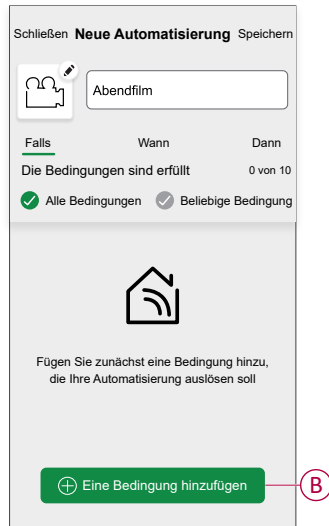 Schließen Neue Automatisierung Speichern
Abendfilm
Falls Wann Dann
Die Bedingungen sind erfüllt 0 von 10
Alle Bedingungen Beliebige Bedingung
Fügen Sie zunächst eine Bedingung hinzu,
die Ihre Automatisierung auslösen soll
Eine Bedingung hinzufügen B